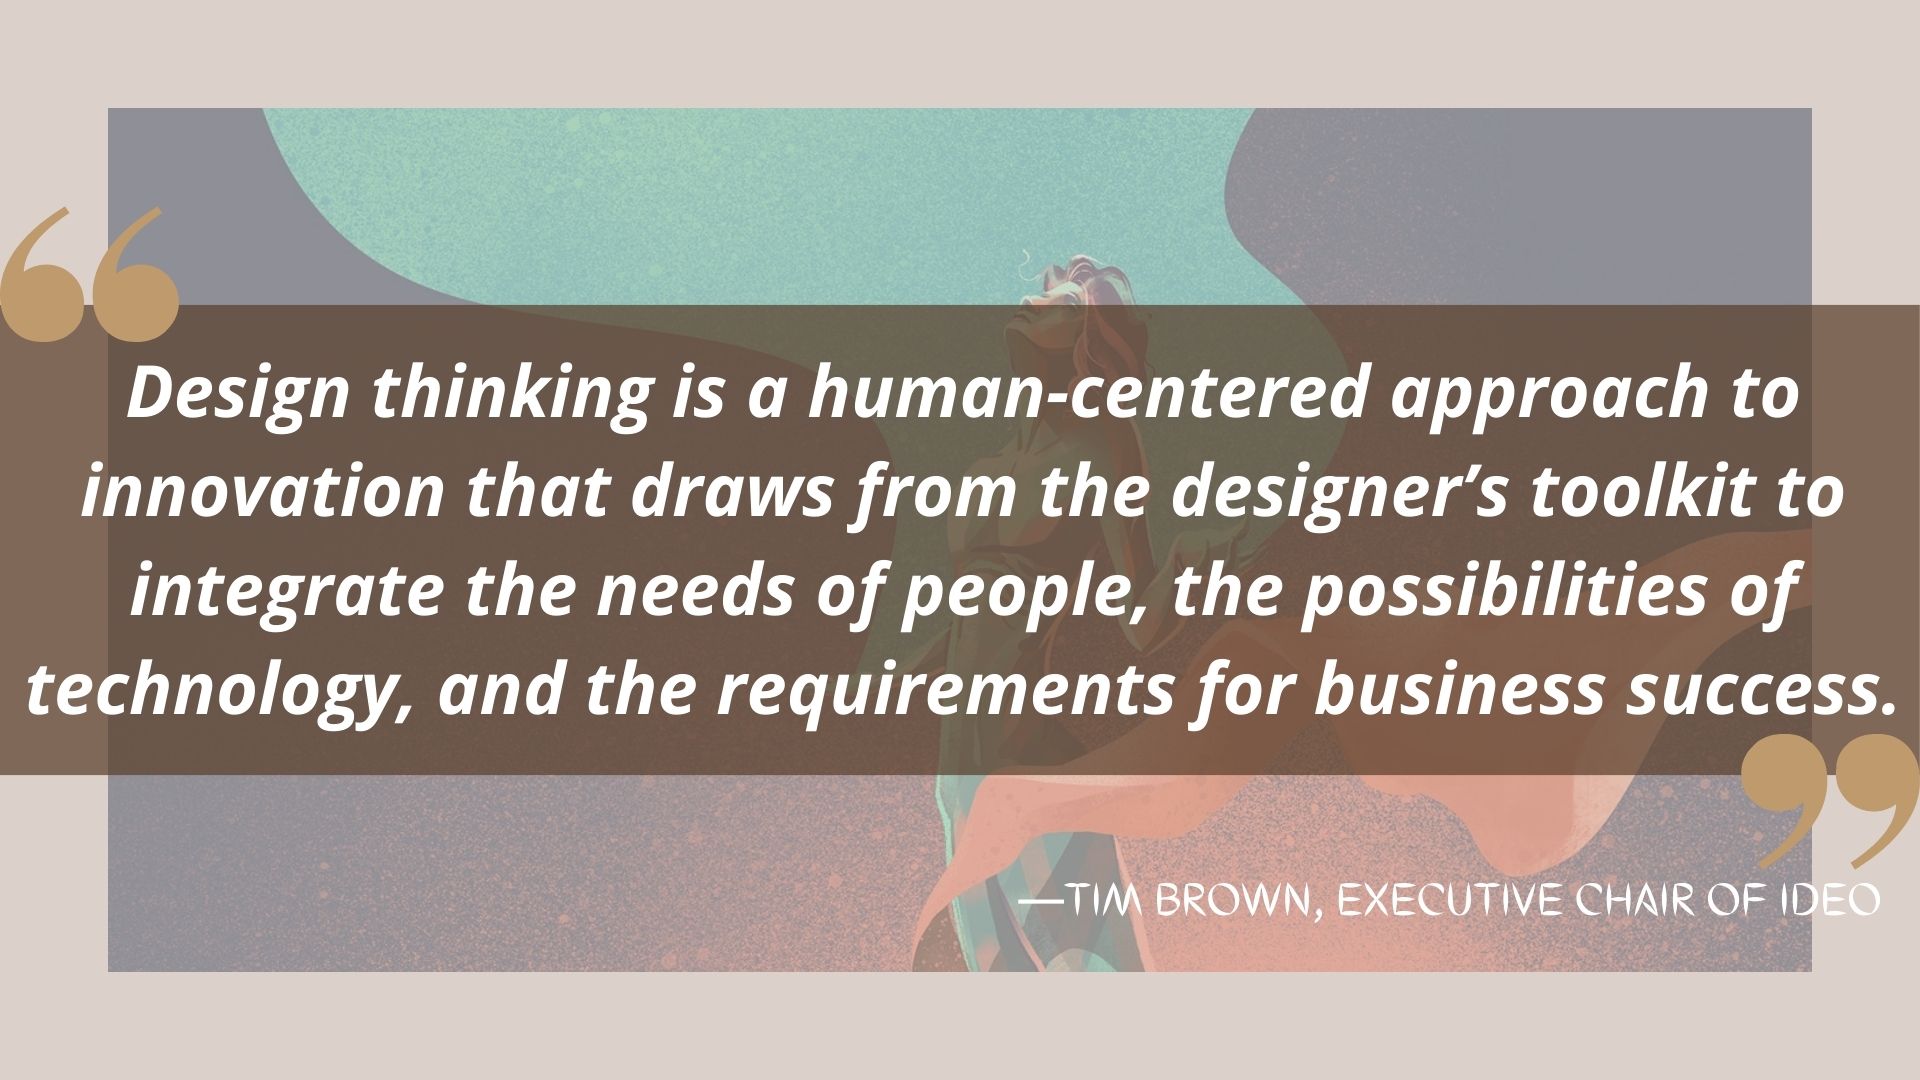 “
Design thinking is a human-centered approach to
innovation that draws from the designer’s toolkit to
integrate the needs of people, the possibilities of
technology, and the requirements for business success.
”
—TIM BROWN, EXECUTIVE CHAIR OF IDEO